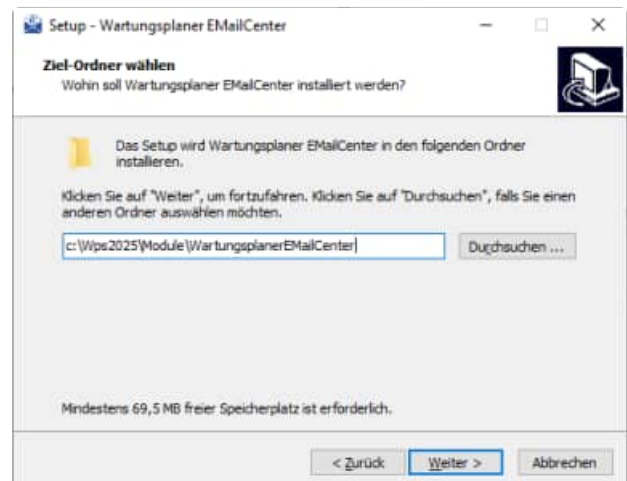 Setup - Wartungsplaner EMailCenter
Ziel-Ordner wählen
Wohin soll Wartungsplaner EMailCenter installiert werden?
Das Setup wird Wartungsplaner EMailCenter in den folgenden Ordner
installieren.
Klicken Sie auf "Weiter", um fortzufahren. Klicken Sie auf "Durchsuchen", falls Sie einen
anderen Ordner auswählen möchten.
c:\Wps2025\Module\WartungsplanerEMailCenter
Durchsuchen ...
Mindestens 69,5 MB freier Speicherplatz ist erforderlich.
< Zurück
Weiter >
Abbrechen